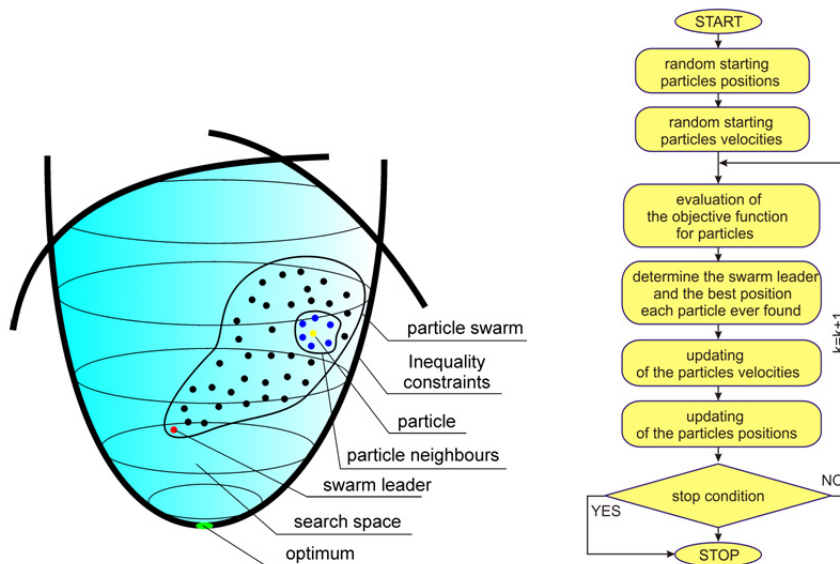 particle swarm
Inequality
constraints
particle
particle neighbours
swarm leader
search space
optimum
START
random starting
particles positions
random starting
particles velocities
evaluation of
the objective function
for particles
determine the swarm leader
and the best position
each particle ever found
k=k+1
updating
of the particles velocities
updating
of the particles positions
stop condition
NO
YES
STOP